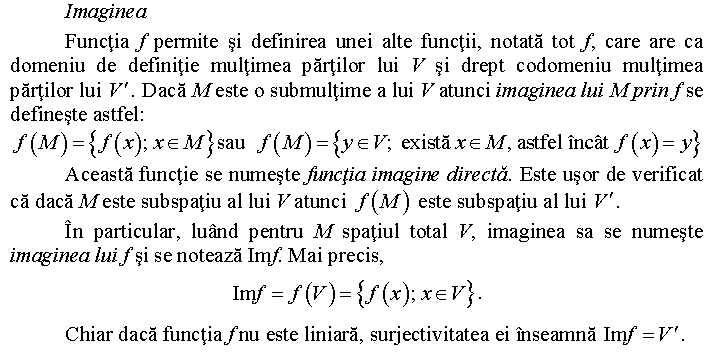 Imaginea
Funcţia f permite şi definirea unei alte funcţii, notată tot f, care are ca
domeniu de definiţie mulţimea părţilor lui V şi drept codomeniu mulţimea
părţilor lui V′. Dacă M este o submulţime a lui V atunci imaginea lui M prin f se
defineşte astfel:
f(M)={f(x); x∈M} sau f(M)={y∈V; există x∈M, astfel încât f(x)=y}
Această funcţie se numeşte funcţia imagine directă. Este uşor de verificat
că dacă M este subspaţiu al lui V atunci f(M) este subspaţiu al lui V′.
În particular, luând pentru M spaţiul total V, imaginea sa se numeşte
imaginea lui f şi se notează Imf. Mai precis,
Imf = f(V)={f(x); x∈V}.
Chiar dacă funcţia f nu este liniară, surjectivitatea ei înseamnă Imf = V′.